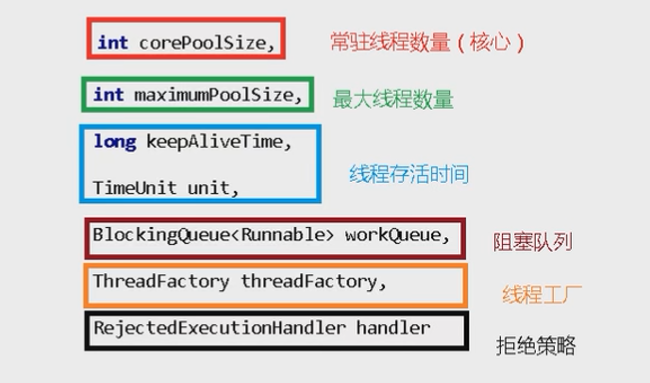 int corePoolSize, 常驻线程数量（核心）
int maximumPoolSize, 最大线程数量
long keepAliveTime,
TimeUnit unit, 线程存活时间
BlockingQueue<Runnable> workQueue, 阻塞队列
ThreadFactory threadFactory, 线程工厂
RejectedExecutionHandler handler 拒绝策略